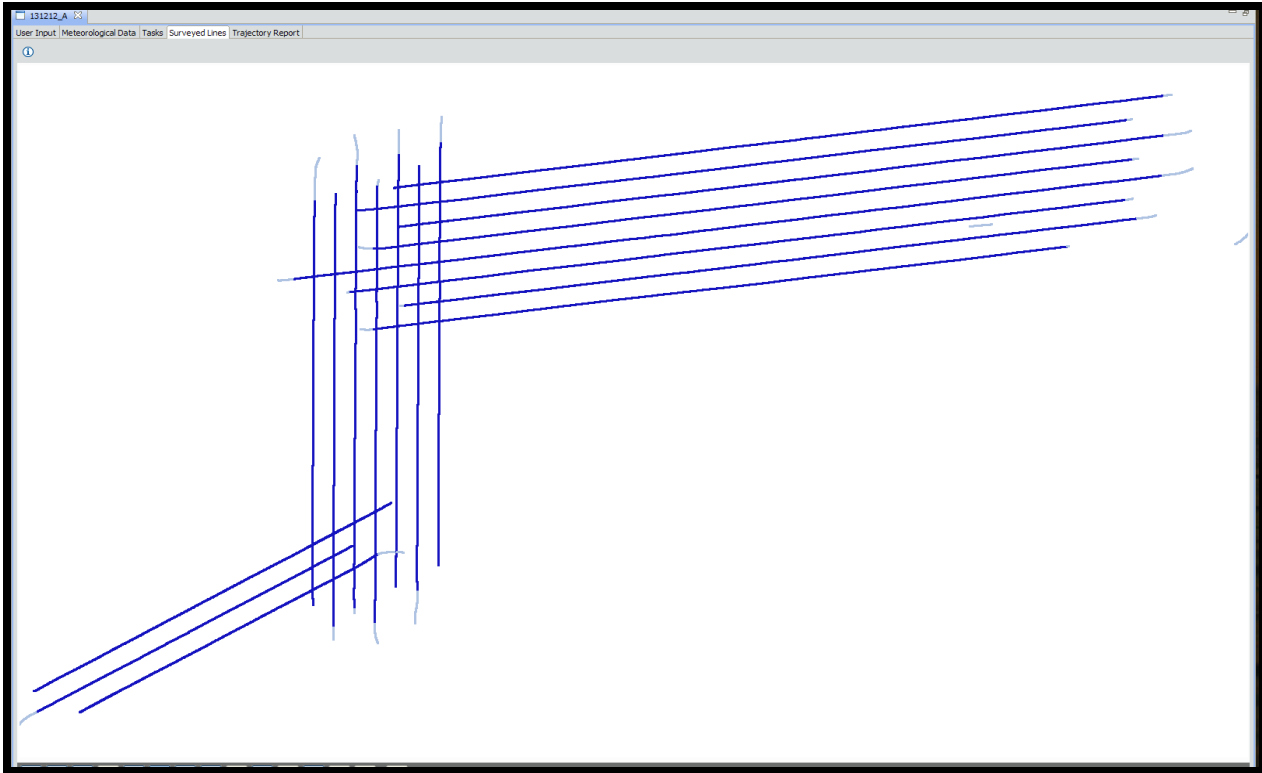 131212_A
User Input Meteorological Data Tasks Surveyed Lines Trajectory Report